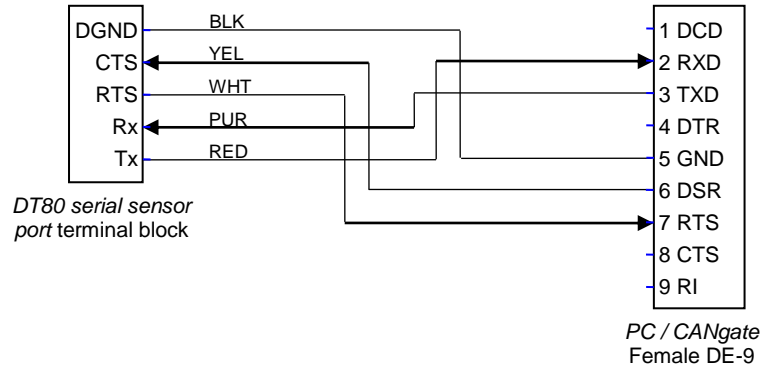 DGND
CTS
RTS
Rx
Tx
BLK
YEL
WHT
PUR
RED
DT80 serial sensor
port terminal block
1 DCD
2 RXD
3 TXD
4 DTR
5 GND
6 DSR
7 RTS
8 CTS
9 RI
PC / CANgate
Female DE-9